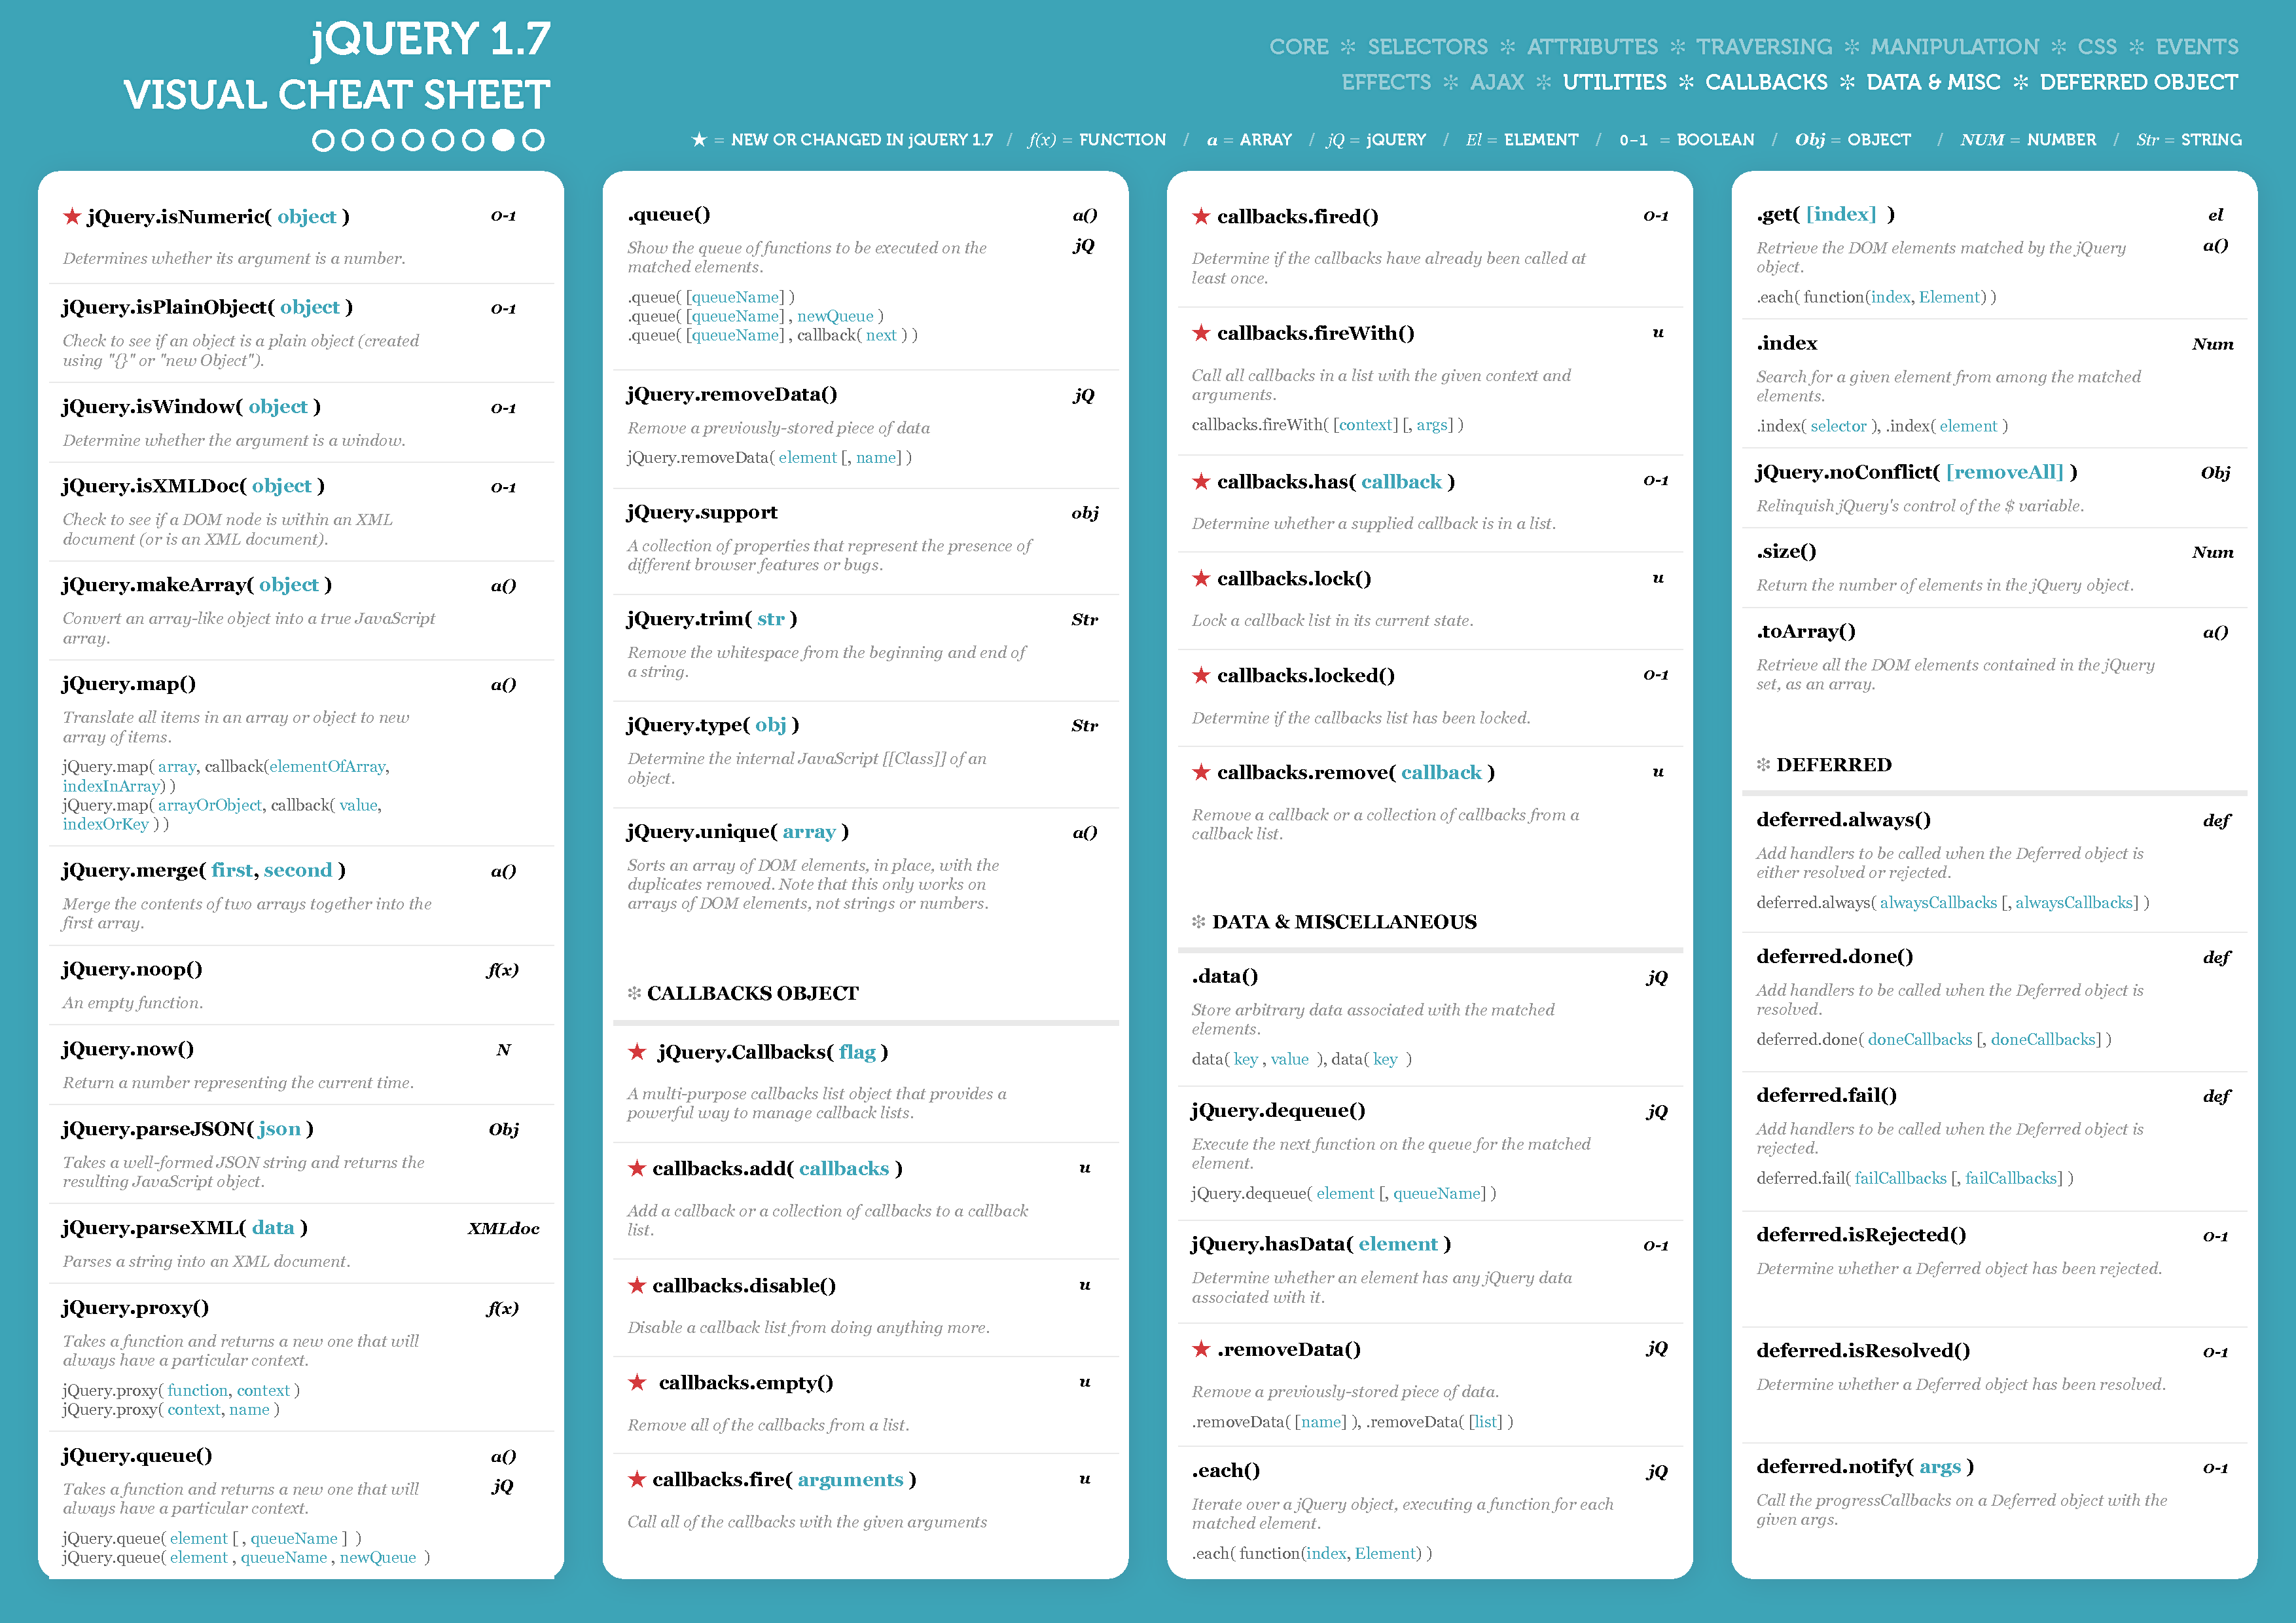 jQUERY 1.7
VISUAL CHEAT SHEET
CORE ✼ SELECTORS ✼ ATTRIBUTES ✼ TRAVERSING ✼ MANIPULATION ✼ CSS ✼ EVENTS
EFFECTS ✼ AJAX ✼ UTILITIES ✼ CALLBACKS ✼ DATA & MISC ✼ DEFERRED OBJECT
★ = NEW OR CHANGED IN jQUERY 1.7 / f(x) = FUNCTION / a = ARRAY / jQ = jQUERY / El = ELEMENT / 0-1 = BOOLEAN / Obj = OBJECT / NUM = NUMBER / Str = STRING
★ jQuery.isNumeric( object ) 0-1
Determines whether its argument is a number.
jQuery.isPlainObject( object ) 0-1
Check to see if an object is a plain object (created
using "{}" or "new Object").
jQuery.isWindow( object ) 0-1
Determine whether the argument is a window.
jQuery.isXMLDoc( object ) 0-1
Check to see if a DOM node is within an XML
document (or is an XML document).
jQuery.makeArray( object ) a()
Convert an array-like object into a true JavaScript
array.
jQuery.map() a()
Translate all items in an array or object to new
array of items.
jQuery.map( array, callback(elementOfArray,
indexInArray) )
jQuery.map( arrayOrObject, callback( value,
indexOrKey ) )
jQuery.merge( first, second ) a()
Merge the contents of two arrays together into the
first array.
jQuery.noop() f(x)
An empty function.
jQuery.now() N
Return a number representing the current time.
jQuery.parseJSON( json ) Obj
Takes a well-formed JSON string and returns the
resulting JavaScript object.
jQuery.parseXML( data ) XMLdoc
Parses a string into an XML document.
jQuery.proxy() f(x)
Takes a function and returns a new one that will
always have a particular context.
jQuery.proxy( function, context )
jQuery.proxy( context, name )
jQuery.queue() a()
jQ
Takes a function and returns a new one that will
always have a particular context.
jQuery.queue( element [ , queueName ] )
jQuery.queue( element , queueName , newQueue )
.queue() a()
jQ
Show the queue of functions to be executed on the
matched elements.
.queue( [queueName] )
.queue( [queueName] , newQueue )
.queue( [queueName] , callback( next ) )
jQuery.removeData() jQ
Remove a previously-stored piece of data
jQuery.removeData( element [, name] )
jQuery.support obj
A collection of properties that represent the presence of
different browser features or bugs.
jQuery.trim( str ) Str
Remove the whitespace from the beginning and end of
a string.
jQuery.type( obj ) Str
Determine the internal JavaScript [[Class]] of an
object.
jQuery.unique( array ) a()
Sorts an array of DOM elements, in place, with the
duplicates removed. Note that this only works on
arrays of DOM elements, not strings or numbers.
✼ CALLBACKS OBJECT
★ jQuery.Callbacks( flag )
A multi-purpose callbacks list object that provides a
powerful way to manage callback lists.
★ callbacks.add( callbacks ) u
Add a callback or a collection of callbacks to a callback
list.
★ callbacks.disable() u
Disable a callback list from doing anything more.
★ callbacks.empty() u
Remove all of the callbacks from a list.
★ callbacks.fire( arguments ) u
Call all of the callbacks with the given arguments
★ callbacks.fired() 0-1
Determine if the callbacks have already been called at
least once.
★ callbacks.fireWith() u
Call all callbacks in a list with the given context and
arguments.
callbacks.fireWith( [context] [, args] )
★ callbacks.has( callback ) 0-1
Determine whether a supplied callback is in a list.
★ callbacks.lock() u
Lock a callback list in its current state.
★ callbacks.locked() 0-1
Determine if the callbacks list has been locked.
★ callbacks.remove( callback ) u
Remove a callback or a collection of callbacks from a
callback list.
✼ DATA & MISCELLANEOUS
.data() jQ
Store arbitrary data associated with the matched
elements.
data( key , value ), data( key )
jQuery.dequeue() jQ
Execute the next function on the queue for the matched
element.
jQuery.dequeue( element [, queueName] )
jQuery.hasData( element ) 0-1
Determine whether an element has any jQuery data
associated with it.
★ .removeData() jQ
Remove a previously-stored piece of data.
.removeData( [name] ), .removeData( [list] )
.each() jQ
Iterate over a jQuery object, executing a function for each
matched element.
.each( function(index, Element) )
.get( [index] ) el
a()
Retrieve the DOM elements matched by the jQuery
object.
.each( function(index, Element) )
.index Num
Search for a given element from among the matched
elements.
.index( selector ), .index( element )
jQuery.noConflict( [removeAll] ) Obj
Relinquish jQuery's control of the $ variable.
.size() Num
Return the number of elements in the jQuery object.
.toArray() a()
Retrieve all the DOM elements contained in the jQuery
set, as an array.
✼ DEFERRED
deferred.always() def
Add handlers to be called when the Deferred object is
either resolved or rejected.
deferred.always( alwaysCallbacks [, alwaysCallbacks] )
deferred.done() def
Add handlers to be called when the Deferred object is
resolved.
deferred.done( doneCallbacks [, doneCallbacks] )
deferred.fail() def
Add handlers to be called when the Deferred object is
rejected.
deferred.fail( failCallbacks [, failCallbacks] )
deferred.isRejected() 0-1
Determine whether a Deferred object has been rejected.
deferred.isResolved() 0-1
Determine whether a Deferred object has been resolved.
deferred.notify( args ) 0-1
Call the progressCallbacks on a Deferred object with the
given args.